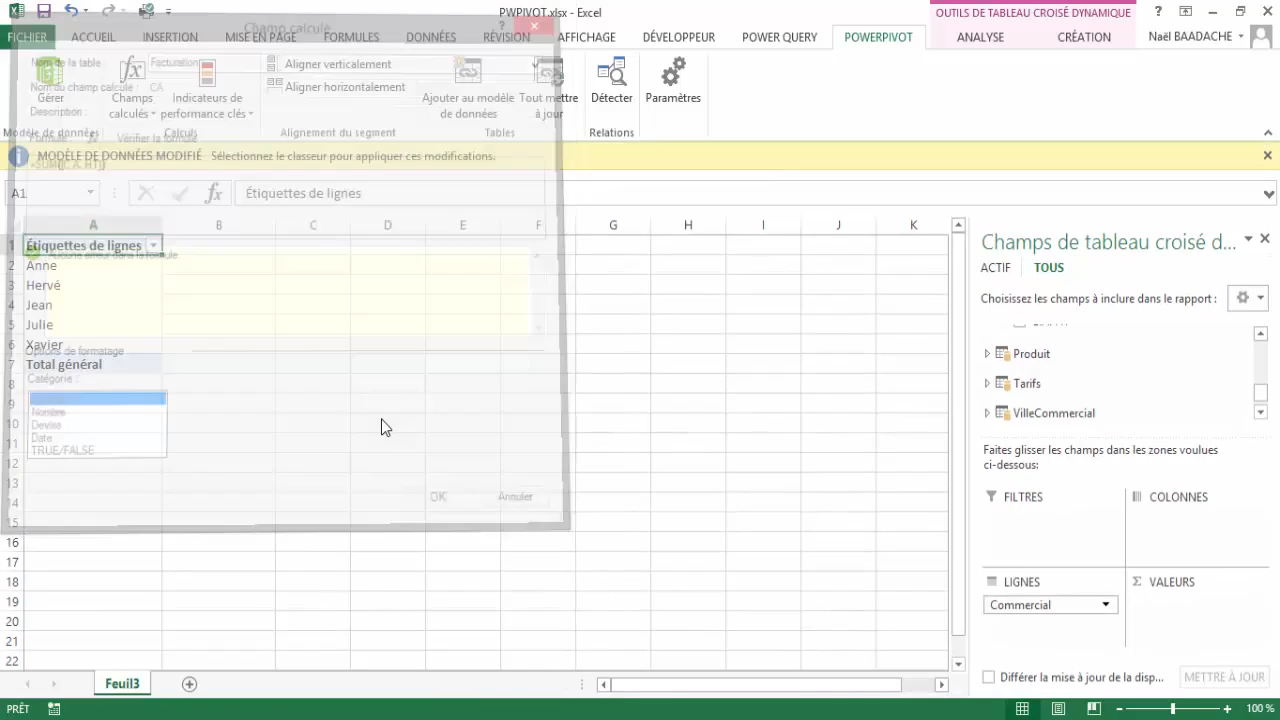 PWPIVOT.xlsx - Excel
OUTILS DE TABLEAU CROISÉ DYNAMIQUE
FICHIER ACCUEIL INSERTION MISE EN PAGE FORMULES DONNÉES RÉVISION AFFICHAGE DÉVELOPPEUR POWER QUERY POWERPIVOT ANALYSE CRÉATION Naël BAADACHE
Champ calculé
Nom de la table Facturation
Nom du champ calculé : CA
Description :
Formule : fx Vérifier la formule
Aucune erreur dans la formule
Options de formatage
Catégorie :
Nombre
Devise
Date
TRUE/FALSE
OK Annuler
Gérer
Champs calculés
Indicateurs de performance clés
Aligner verticalement
Aligner horizontalement
Ajouter au modèle de données
Tout mettre à jour
Détecter
Paramètres
Modèle de données Calculs Alignement du segment Tables Relations
MODÈLE DE DONNÉES MODIFIÉ Sélectionnez le classeur pour appliquer ces modifications.
A1 fx Étiquettes de lignes
A B C D E F G H I J K
1 Étiquettes de lignes
2 Anne
3 Hervé
4 Jean
5 Julie
6 Xavier
7 Total général
8
9
10
11
12
13
14
15
16
17
18
19
20
21
22
Champs de tableau croisé d...
ACTIF TOUS
Choisissez les champs à inclure dans le rapport :
Produit
Tarifs
VilleCommercial
Faites glisser les champs dans les zones voulues
ci-dessous:
FILTRES COLONNES
LIGNES Σ VALEURS
Commercial
Différer la mise à jour de la disp... METTRE À JOUR
Feuil3
PRÊT 100 %